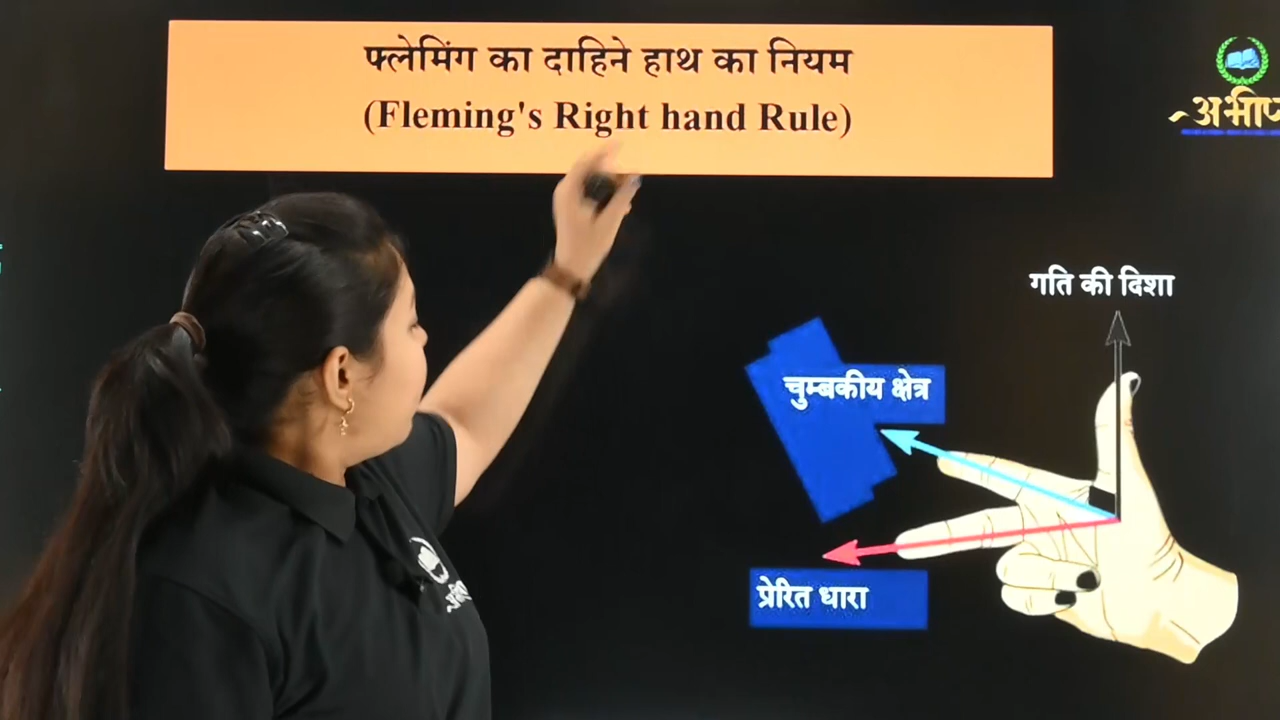 फ्लेमिंग का दाहिने हाथ का नियम
(Fleming's Right hand Rule)
गति की दिशा
चुम्बकीय क्षेत्र
प्रेरित धारा